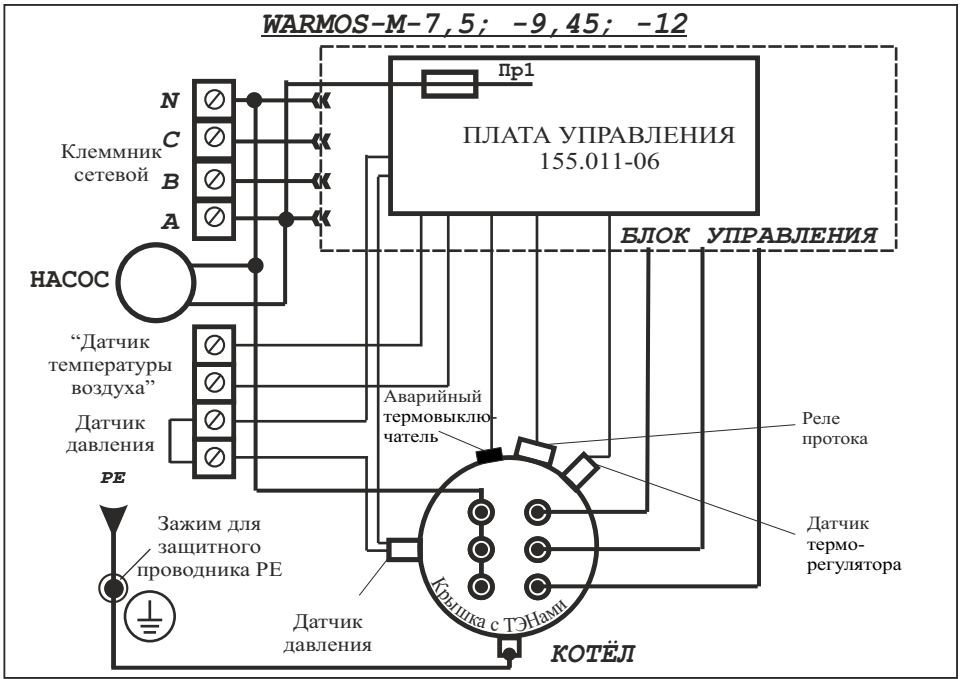 WARMOS-M-7,5; -9,45; -12
Пр1
ПЛАТА УПРАВЛЕНИЯ
155.011-06
БЛОК УПРАВЛЕНИЯ
N
C
B
A
Клеммник
сетевой
НАСОС
“Датчик
температуры
воздуха”
Датчик
давления
Аварийный
термовыклю-
чатель
Реле
протока
Датчик
термо-
регулятора
PE
Зажим для
защитного
проводника РЕ
Датчик
давления
Крышка с ТЭНами
КОТЁЛ